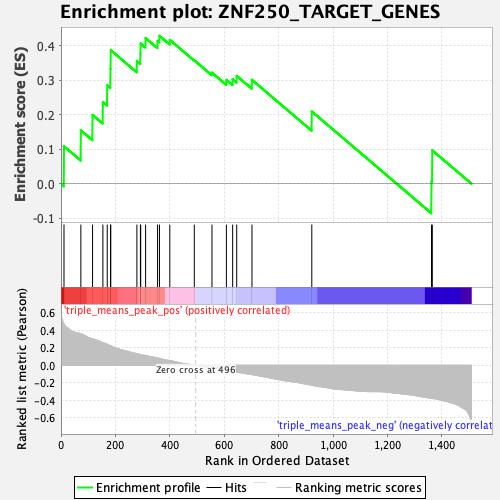 Enrichment plot: ZNF250_TARGET_GENES
Enrichment score (ES)
0.4
0.3
0.2
0.1
0.0
-0.1
'triple_means_peak_pos' (positively correlated)
Ranked list metric (Pearson)
0.6
0.4
0.2
0.0
-0.2
-0.4
-0.6
Zero cross at 496
'triple_means_peak_neg' (negatively correlat
0
200
400
600
800
1,000
1,200
1,400
Rank in Ordered Dataset
Enrichment profile
Hits
Ranking metric scores